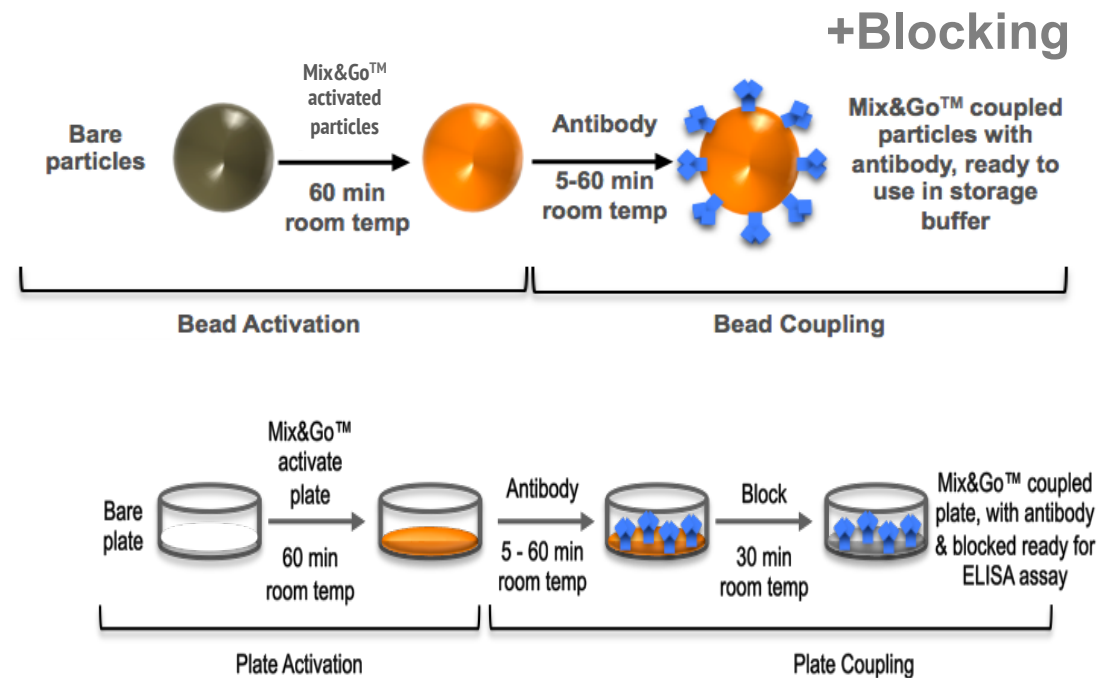 +Blocking
Bare
particles
Mix&Go™
activated
particles
60 min
room temp
Antibody
5-60 min
room temp
Mix&Go™ coupled
particles with
antibody, ready to
use in storage
buffer
Bead Activation
Bead Coupling
Bare
plate
Mix&Go™
activate
plate
60 min
room temp
Antibody
5 - 60 min
room temp
Block
30 min
room temp
Mix&Go™ coupled
plate, with antibody
& blocked ready for
ELISA assay
Plate Activation
Plate Coupling